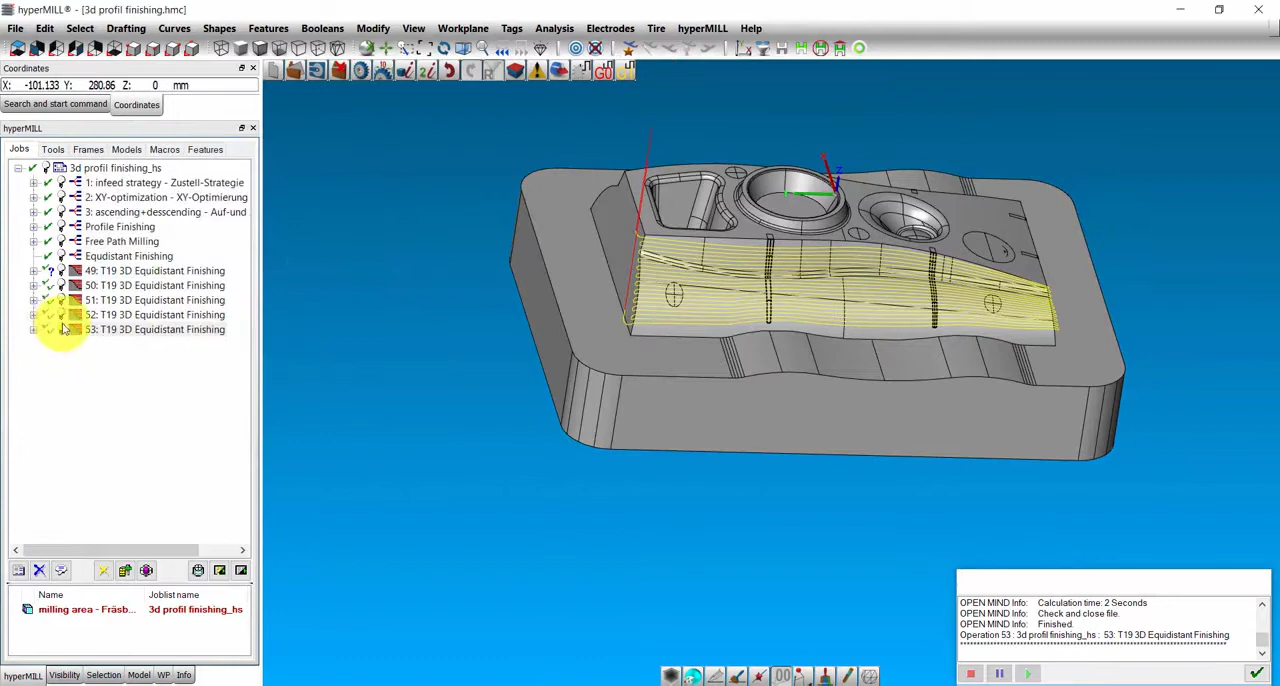 hyperMILL® - [3d profil finishing.hmc]
File Edit Select Drafting Curves Shapes Features Booleans Modify View Workplane Tags Analysis Electrodes Tire hyperMILL Help
Coordinates
X: -101.133 Y: 280.86 Z: 0 mm
Search and start command Coordinates
hyperMILL
Jobs Tools Frames Models Macros Features
3d profil finishing_hs
1: infeed strategy - Zustell-Strategie
2: XY-optimization - XY-Optimierung
3: ascending+desscending - Auf-und
Profile Finishing
Free Path Milling
Equdistant Finishing
49: T19 3D Equidistant Finishing
50: T19 3D Equidistant Finishing
51: T19 3D Equidistant Finishing
52: T19 3D Equidistant Finishing
53: T19 3D Equidistant Finishing
Name Joblist name
milling area - Fräsb... 3d profil finishing_hs
hyperMILL Visibility Selection Model WP Info
OPEN MIND Info: Calculation time: 2 Seconds
OPEN MIND Info: Check and close file.
OPEN MIND Info: Finished.
Operation 53 : 3d profil finishing_hs : 53: T19 3D Equidistant Finishing